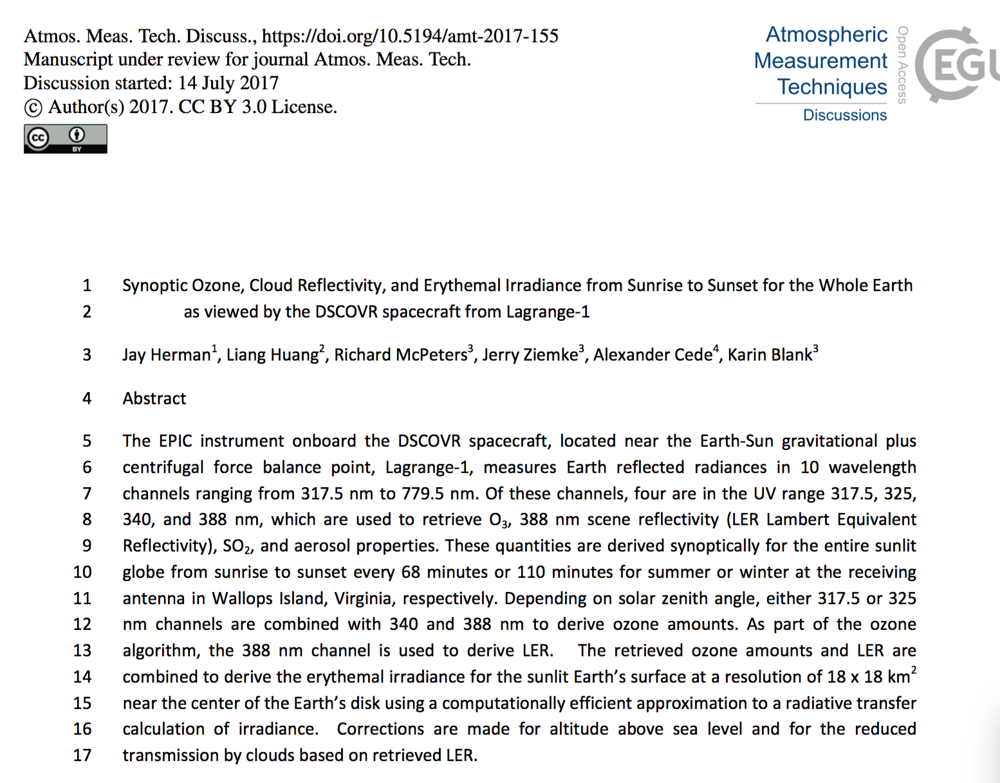 Atmos. Meas. Tech. Discuss., https://doi.org/10.5194/amt-2017-155
Manuscript under review for journal Atmos. Meas. Tech.
Discussion started: 14 July 2017
© Author(s) 2017. CC BY 3.0 License.
cc
BY
Atmospheric
Measurement
Techniques
Discussions
Open Access
EGU
1 Synoptic Ozone, Cloud Reflectivity, and Erythemal Irradiance from Sunrise to Sunset for the Whole Earth
2 as viewed by the DSCOVR spacecraft from Lagrange-1
3 Jay Herman¹, Liang Huang², Richard McPeters³, Jerry Ziemke³, Alexander Cede⁴, Karin Blank³
4 Abstract
5 The EPIC instrument onboard the DSCOVR spacecraft, located near the Earth-Sun gravitational plus
6 centrifugal force balance point, Lagrange-1, measures Earth reflected radiances in 10 wavelength
7 channels ranging from 317.5 nm to 779.5 nm. Of these channels, four are in the UV range 317.5, 325,
8 340, and 388 nm, which are used to retrieve O₃, 388 nm scene reflectivity (LER Lambert Equivalent
9 Reflectivity), SO₂, and aerosol properties. These quantities are derived synoptically for the entire sunlit
10 globe from sunrise to sunset every 68 minutes or 110 minutes for summer or winter at the receiving
11 antenna in Wallops Island, Virginia, respectively. Depending on solar zenith angle, either 317.5 or 325
12 nm channels are combined with 340 and 388 nm to derive ozone amounts. As part of the ozone
13 algorithm, the 388 nm channel is used to derive LER. The retrieved ozone amounts and LER are
14 combined to derive the erythemal irradiance for the sunlit Earth’s surface at a resolution of 18 x 18 km²
15 near the center of the Earth’s disk using a computationally efficient approximation to a radiative transfer
16 calculation of irradiance. Corrections are made for altitude above sea level and for the reduced
17 transmission by clouds based on retrieved LER.